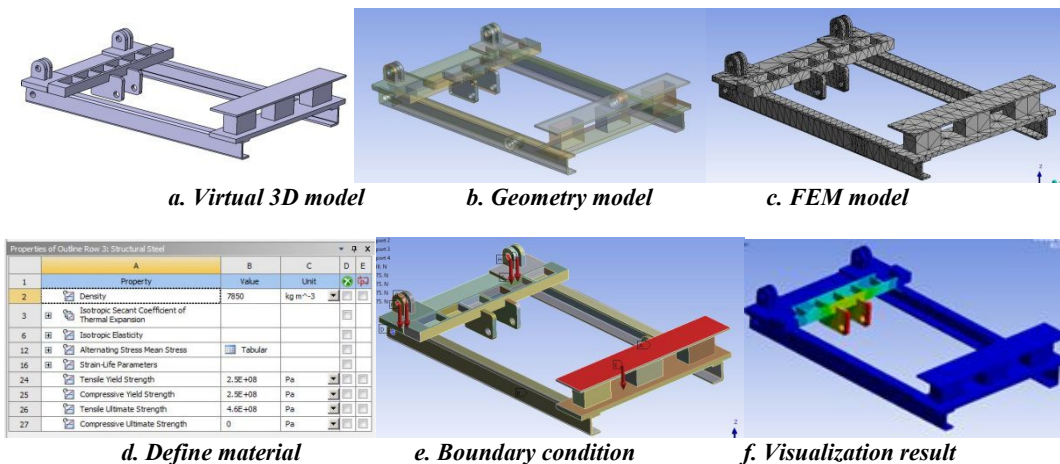 z
a. Virtual 3D model b. Geometry model c. FEM model
Properties of Outline Row 3: Structural Steel
A B C D E
1 Property Value Unit
2 Density 7850 kg m^-3
3 Isotropic Secant Coefficient of Thermal Expansion
6 Isotropic Elasticity
12 Alternating Stress Mean Stress Tabular
16 Strain-Life Parameters
24 Tensile Yield Strength 2.5E+08 Pa
25 Compressive Yield Strength 2.5E+08 Pa
26 Tensile Ultimate Strength 4.6E+08 Pa
27 Compressive Ultimate Strength 0 Pa
z
d. Define material e. Boundary condition f. Visualization result